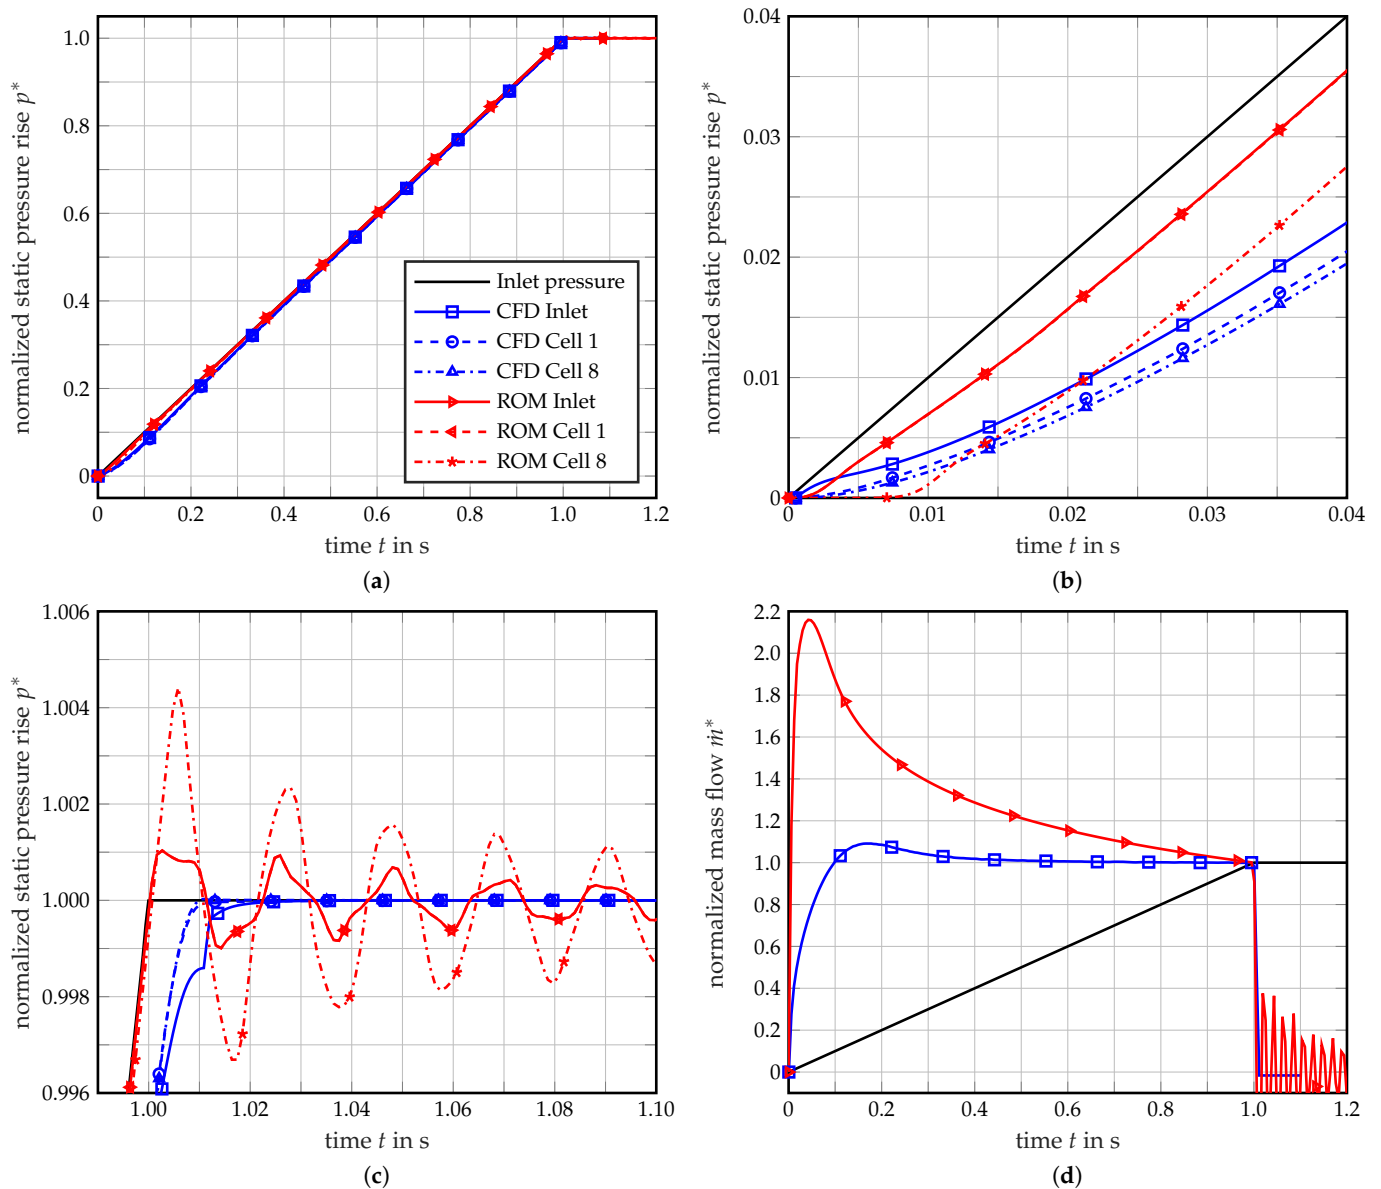 1.0
0.8
0.6
0.4
0.2
0
normalized static pressure rise p*
Inlet pressure
CFD Inlet
CFD Cell 1
CFD Cell 8
ROM Inlet
ROM Cell 1
ROM Cell 8
0 0.2 0.4 0.6 0.8 1.0 1.2
time t in s
(a)
0.04
0.03
0.02
0.01
0
normalized static pressure rise p*
0 0.01 0.02 0.03 0.04
time t in s
(b)
1.006
1.004
1.002
1.000
0.998
0.996
normalized static pressure rise p*
1.00 1.02 1.04 1.06 1.08 1.10
time t in s
(c)
2.2
2.0
1.8
1.6
1.4
1.2
1.0
0.8
0.6
0.4
0.2
0
normalized mass flow ṁ*
0 0.2 0.4 0.6 0.8 1.0 1.2
time t in s
(d)